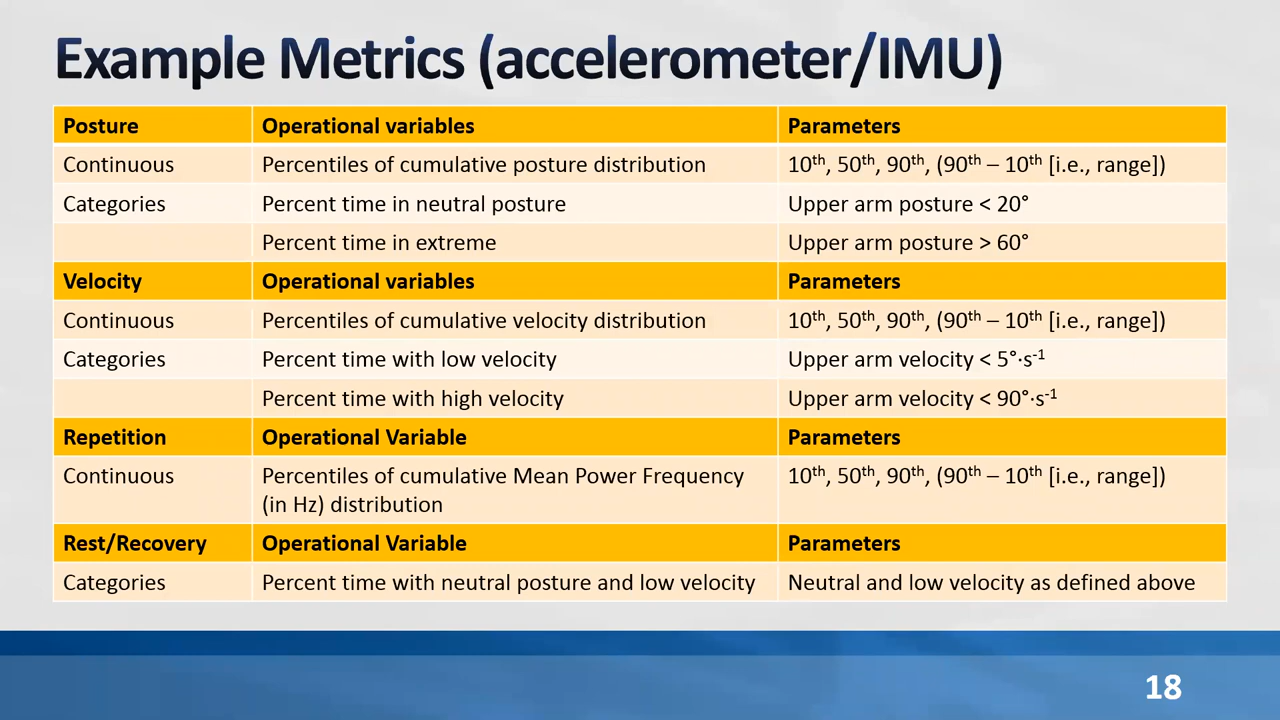 Example Metrics (accelerometer/IMU)
Posture Operational variables Parameters
Continuous Percentiles of cumulative posture distribution 10th, 50th, 90th, (90th – 10th [i.e., range])
Categories Percent time in neutral posture Upper arm posture < 20°
Percent time in extreme Upper arm posture > 60°
Velocity Operational variables Parameters
Continuous Percentiles of cumulative velocity distribution 10th, 50th, 90th, (90th – 10th [i.e., range])
Categories Percent time with low velocity Upper arm velocity < 5°·s-1
Percent time with high velocity Upper arm velocity < 90°·s-1
Repetition Operational Variable Parameters
Continuous Percentiles of cumulative Mean Power Frequency 10th, 50th, 90th, (90th – 10th [i.e., range])
(in Hz) distribution
Rest/Recovery Operational Variable Parameters
Categories Percent time with neutral posture and low velocity Neutral and low velocity as defined above
18